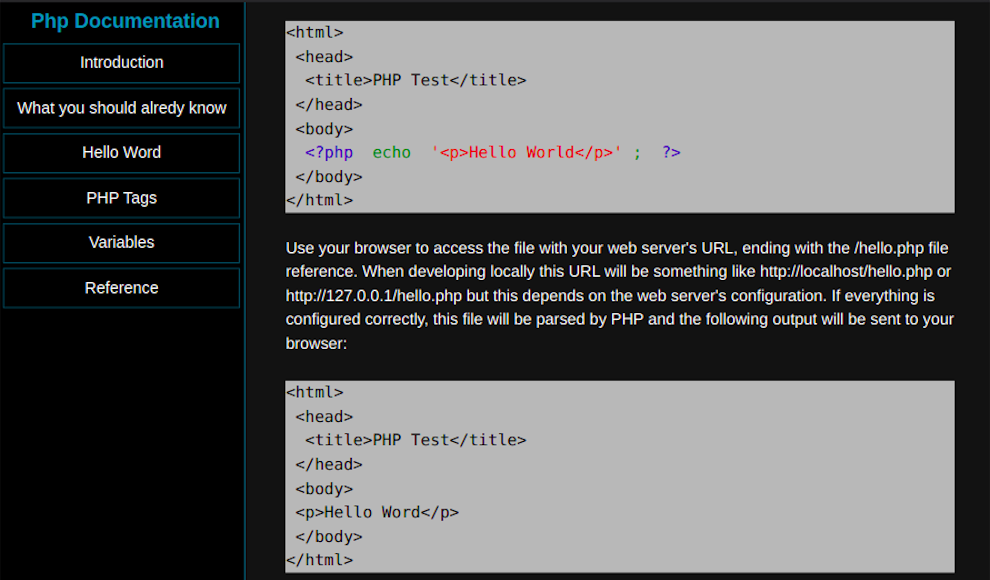 Php Documentation
Introduction
What you should alredy know
Hello Word
PHP Tags
Variables
Reference
<html>
<head>
<title>PHP Test</title>
</head>
<body>
<?php echo '<p>Hello World</p>' ; ?>
</body>
</html>
Use your browser to access the file with your web server's URL, ending with the /hello.php file
reference. When developing locally this URL will be something like http://localhost/hello.php or
http://127.0.0.1/hello.php but this depends on the web server's configuration. If everything is
configured correctly, this file will be parsed by PHP and the following output will be sent to your
browser:
<html>
<head>
<title>PHP Test</title>
</head>
<body>
<p>Hello Word</p>
</body>
</html>